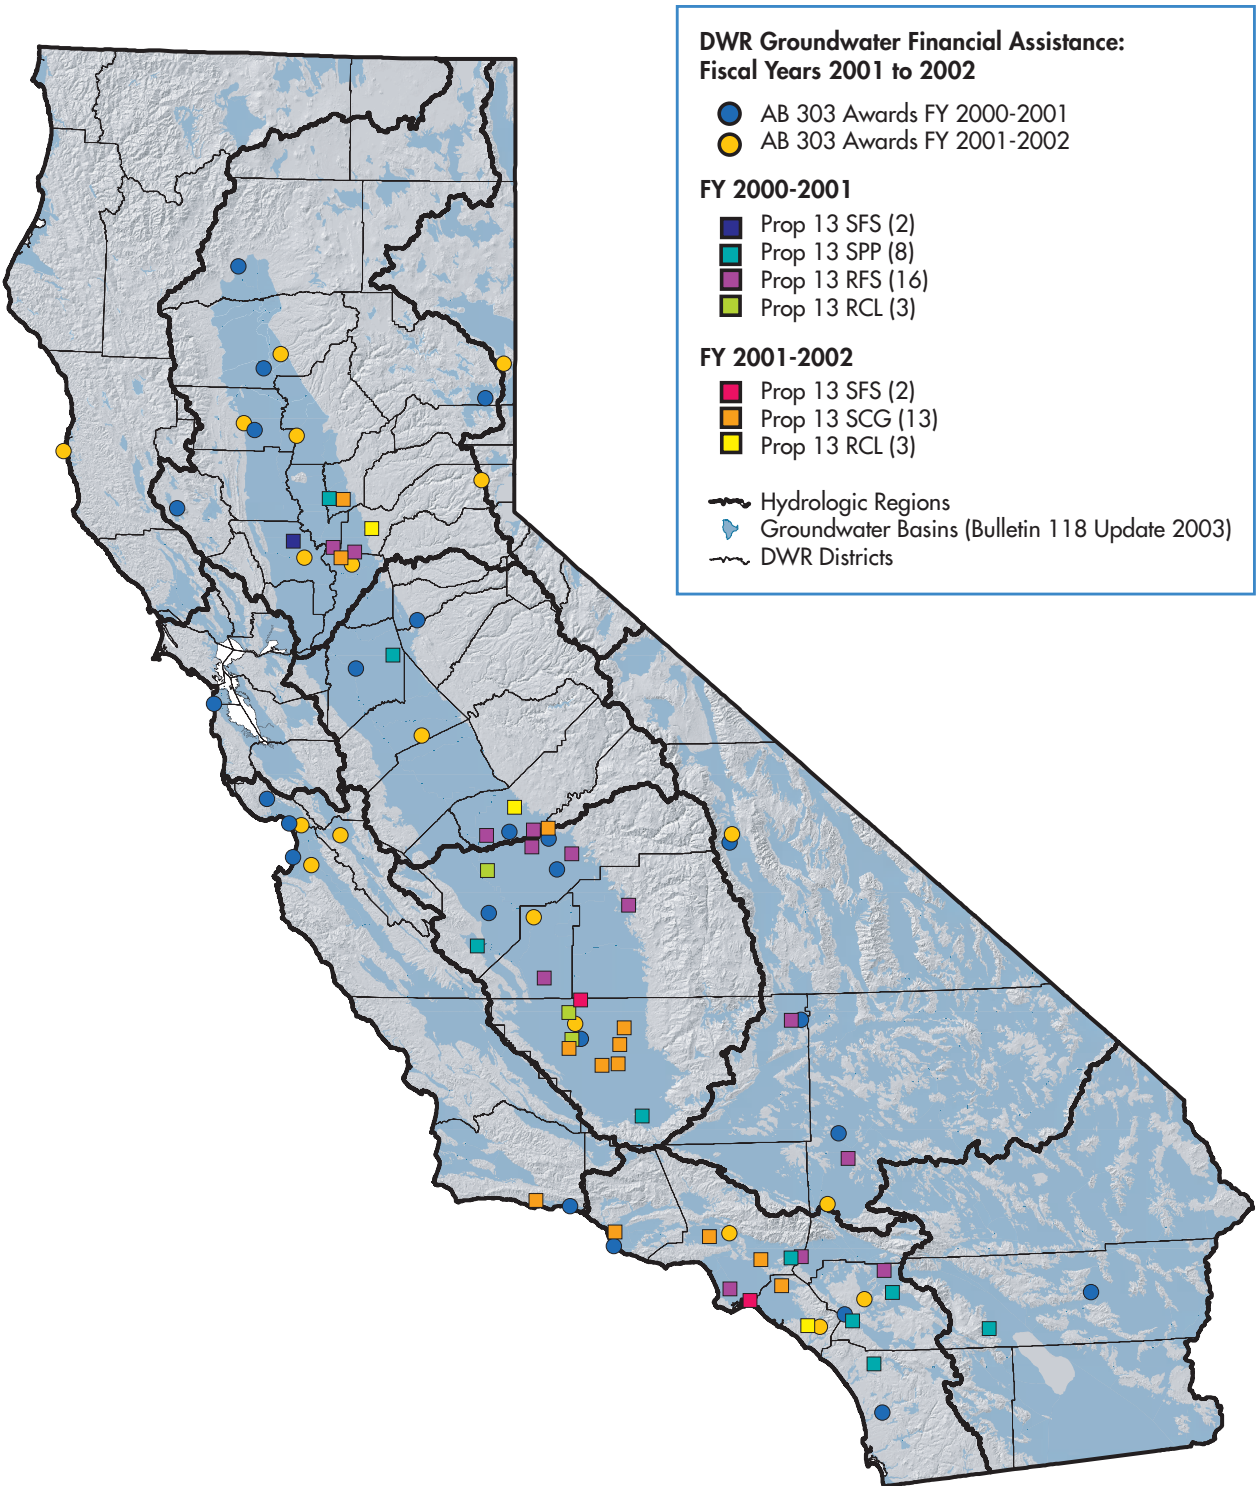 DWR Groundwater Financial Assistance:
Fiscal Years 2001 to 2002
AB 303 Awards FY 2000-2001
AB 303 Awards FY 2001-2002
FY 2000-2001
Prop 13 SFS (2)
Prop 13 SPP (8)
Prop 13 RFS (16)
Prop 13 RCL (3)
FY 2001-2002
Prop 13 SFS (2)
Prop 13 SCG (13)
Prop 13 RCL (3)
Hydrologic Regions
Groundwater Basins (Bulletin 118 Update 2003)
DWR Districts